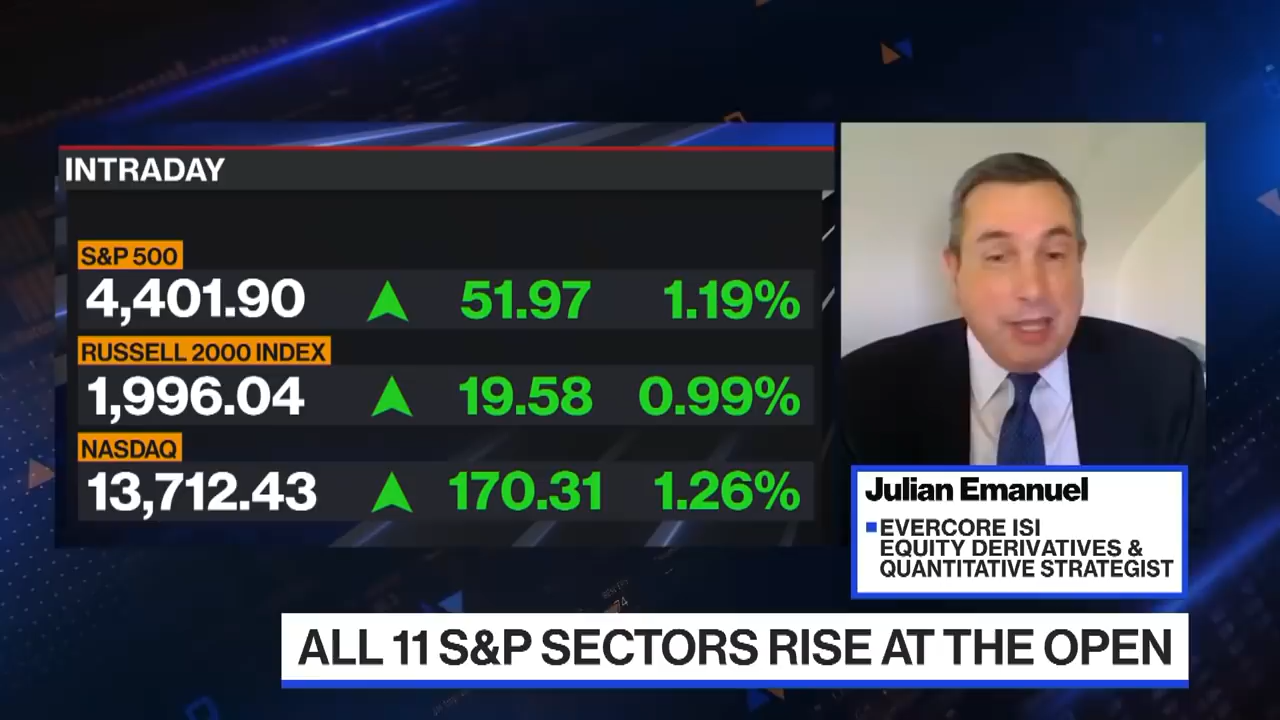 INTRADAY
S&P 500
4,401.90 ▲ 51.97 1.19%
RUSSELL 2000 INDEX
1,996.04 ▲ 19.58 0.99%
NASDAQ
13,712.43 ▲ 170.31 1.26%
Julian Emanuel
EVERCORE ISI
EQUITY DERIVATIVES &
QUANTITATIVE STRATEGIST
ALL 11 S&P SECTORS RISE AT THE OPEN